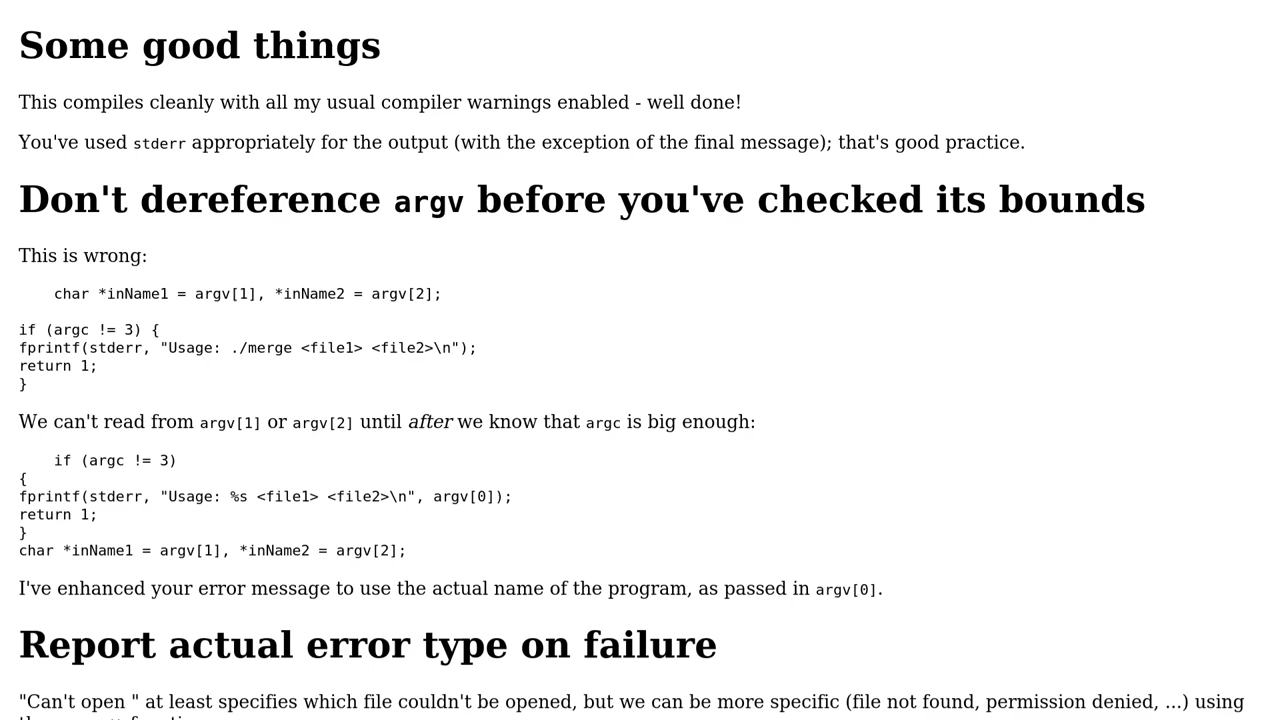 Some good things
This compiles cleanly with all my usual compiler warnings enabled - well done!
You've used stderr appropriately for the output (with the exception of the final message); that's good practice.
Don't dereference argv before you've checked its bounds
This is wrong:
char *inName1 = argv[1], *inName2 = argv[2];
if (argc != 3) {
fprintf(stderr, "Usage: ./merge <file1> <file2>\n");
return 1;
}
We can't read from argv[1] or argv[2] until after we know that argc is big enough:
if (argc != 3)
{
fprintf(stderr, "Usage: %s <file1> <file2>\n", argv[0]);
return 1;
}
char *inName1 = argv[1], *inName2 = argv[2];
I've enhanced your error message to use the actual name of the program, as passed in argv[0].
Report actual error type on failure
"Can't open " at least specifies which file couldn't be opened, but we can be more specific (file not found, permission denied, ...) using